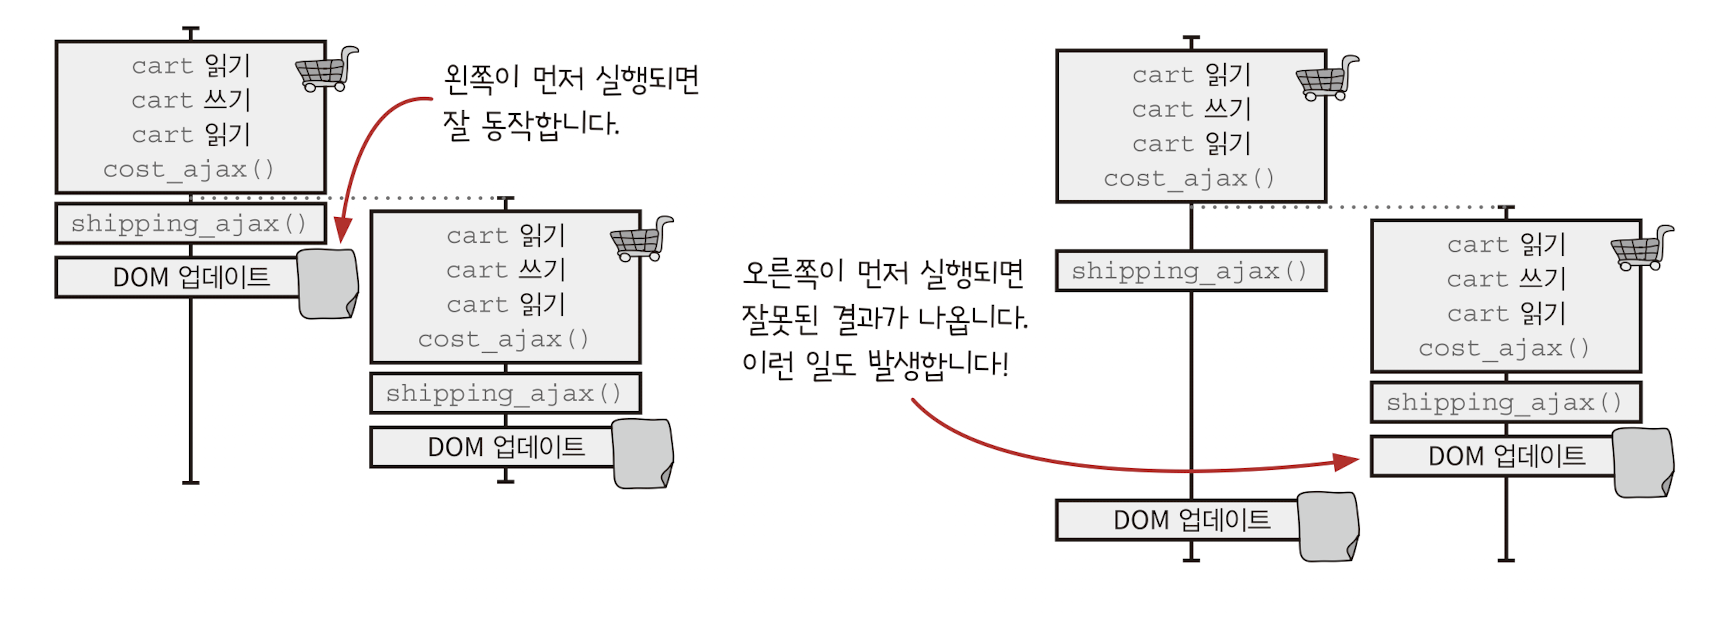 cart 읽기
cart 쓰기
cart 읽기
cost_ajax()
shipping_ajax()
DOM 업데이트
왼쪽이 먼저 실행되면
잘 동작합니다.
cart 읽기
cart 쓰기
cart 읽기
cost_ajax()
shipping_ajax()
DOM 업데이트
cart 읽기
cart 쓰기
cart 읽기
cost_ajax()
shipping_ajax()
DOM 업데이트
오른쪽이 먼저 실행되면
잘못된 결과가 나옵니다.
이런 일도 발생합니다!
cart 읽기
cart 쓰기
cart 읽기
cost_ajax()
shipping_ajax()
DOM 업데이트